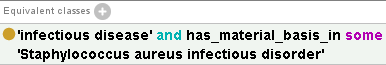 Equivalent classes
'infectious disease' and has_material_basis_in some
'Staphylococcus aureus infectious disorder'